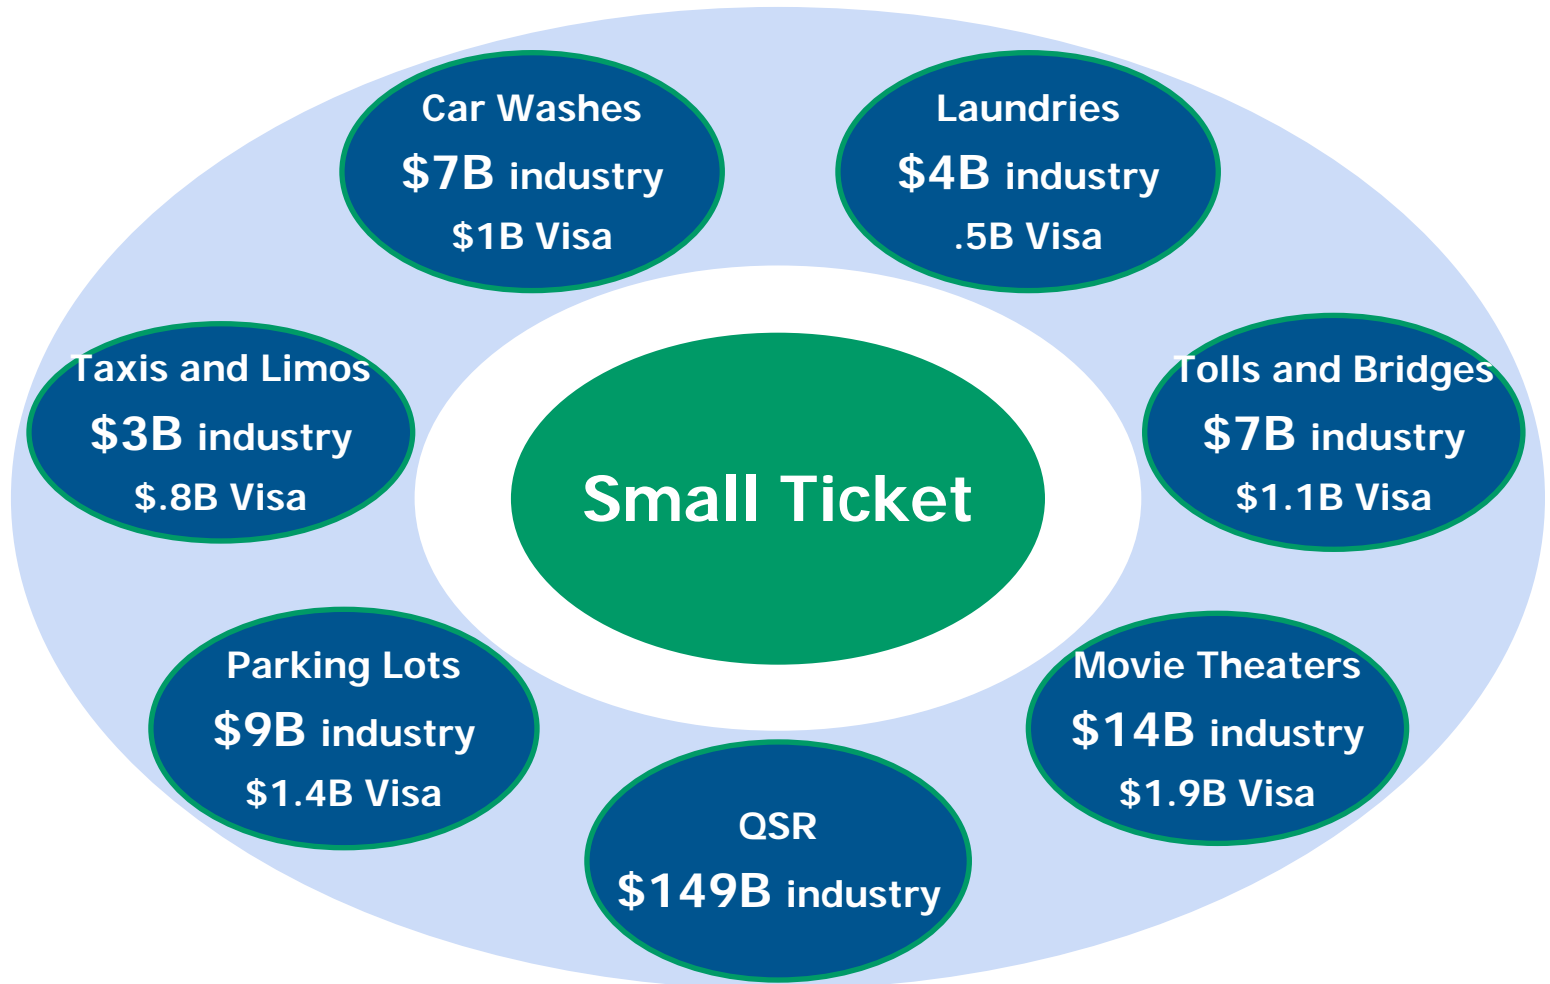 Car Washes
$7B industry
$1B Visa
Laundries
$4B industry
.5B Visa
Taxis and Limos
$3B industry
$.8B Visa
Small Ticket
Tolls and Bridges
$7B industry
$1.1B Visa
Parking Lots
$9B industry
$1.4B Visa
Movie Theaters
$14B industry
$1.9B Visa
QSR
$149B industry